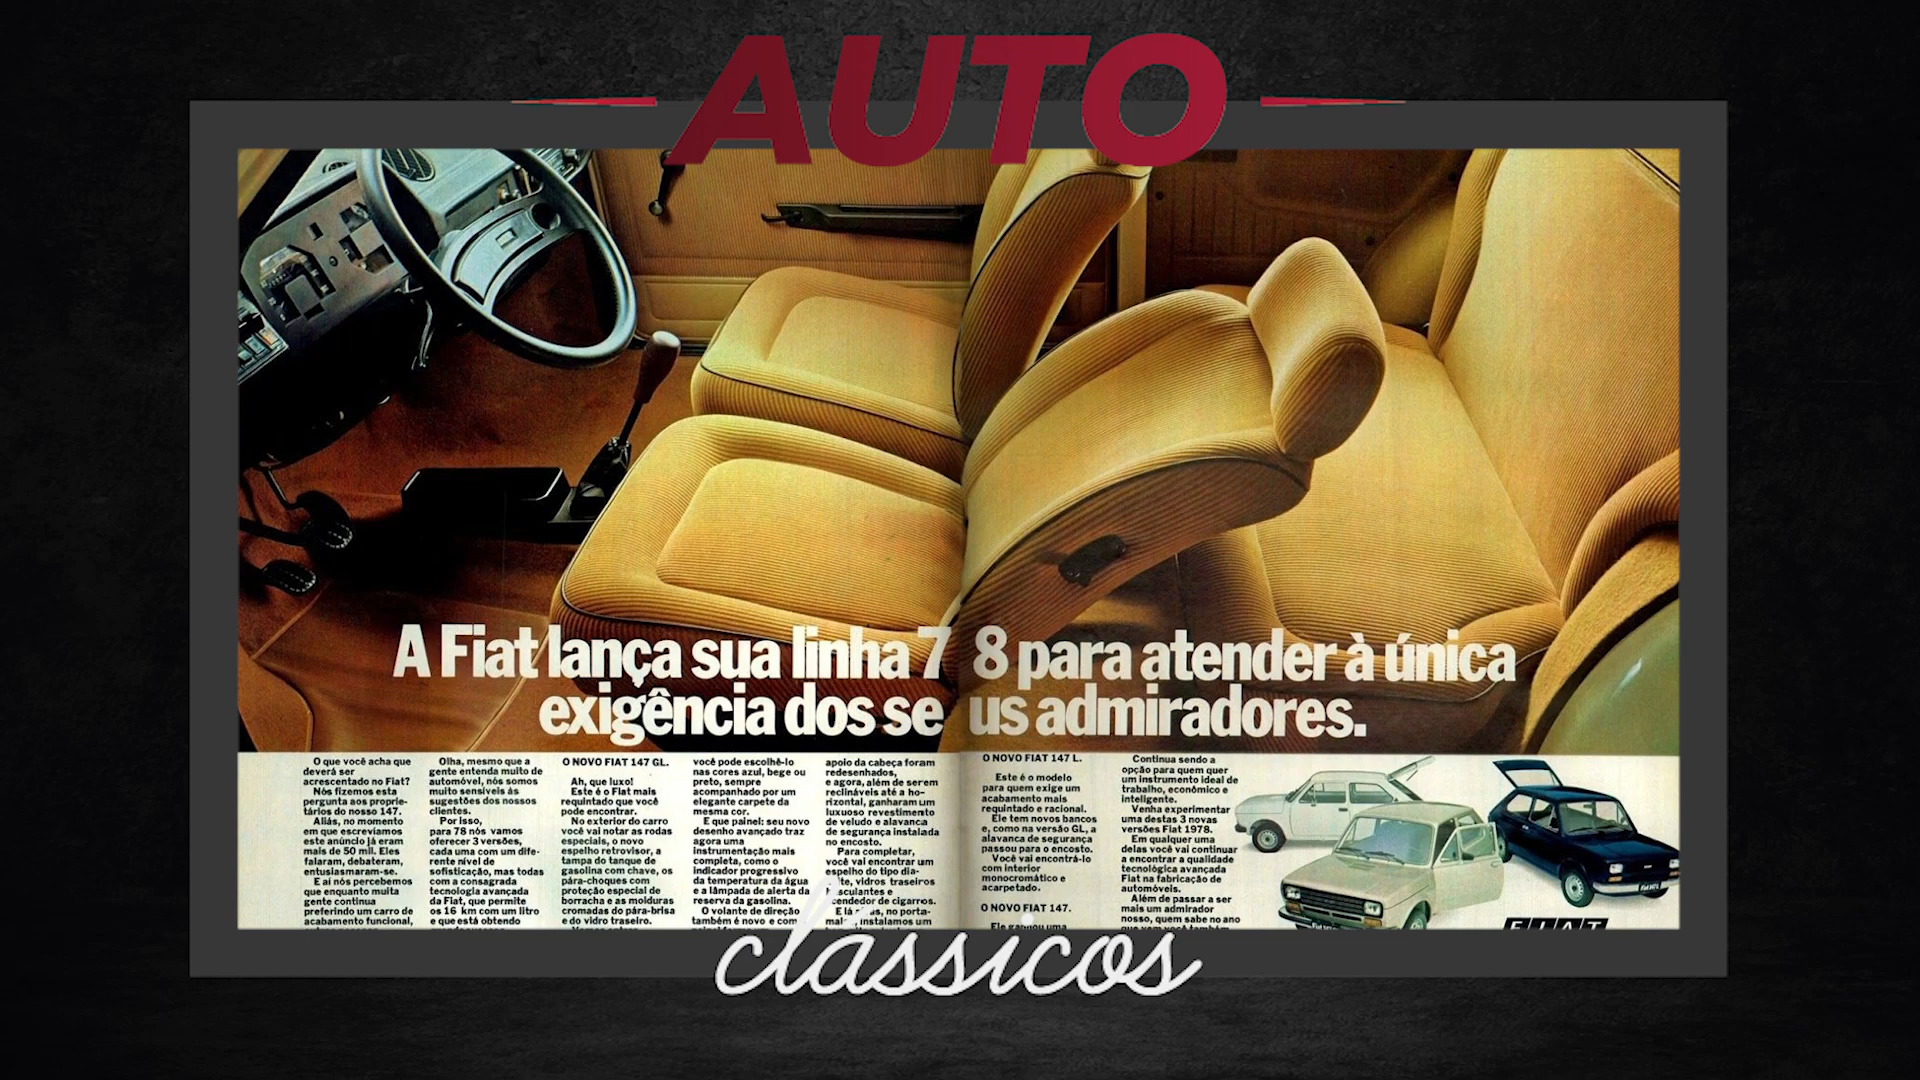 AUTO
A Fiat lança sua linha 78 para atender à única
exigência dos seus admiradores.
O que você acha que
deverá ser
acrescentado no Fiat?
Nós fizemos esta
pergunta aos proprie-
tários do nosso 147.
Aliás, no momento
em que escrevíamos
este anúncio já eram
mais de 50 mil. Eles
falaram, debateram,
entusiasmaram-se.
E aí nós percebemos
que enquanto muita
gente continua
preferindo um carro de
acabamento funcional,
Olha, mesmo que a
gente entenda muito de
automóvel, nós somos
muito sensíveis às
sugestões dos nossos
clientes.
Por isso,
para 78 nós vamos
oferecer 3 versões,
cada uma com um dife-
rente nível de
sofisticação, mas todas
com a consagrada
tecnologia avançada
da Fiat, que permite
os 16 km com um litro
e que está obtendo
O NOVO FIAT 147 GL.
Ah, que luxo!
Este é o Fiat mais
requintado que você
pode encontrar.
No exterior do carro
você vai notar as rodas
especiais, o novo
espelho retrovisor, a
tampa do tanque de
gasolina com chave, os
pára-choques com
proteção especial de
borracha e as molduras
cromadas do pára-brisa
e do vidro traseiro.
você pode escolhê-lo
nas cores azul, bege ou
preto, sempre
acompanhado por um
elegante carpete da
mesma cor.
E que painel: seu novo
desenho avançado traz
agora uma
instrumentação mais
completa, como o
indicador progressivo
da temperatura da água
e a lâmpada de alerta da
reserva da gasolina.
O volante de direção
também é novo e com
apoio da cabeça foram
redesenhados,
e agora, além de serem
reclináveis até a ho-
rizontal, ganharam um
luxuoso revestimento
de veludo e alavanca
de segurança instalada
no encosto.
Para completar,
você vai encontrar um
espelho do tipo dia-
vidros traseiros
e
cendedor de cigarros.
E lá no porta-
instalamos um
O NOVO FIAT 147 L.
Este é o modelo
para quem exige um
acabamento mais
requintado e racional.
Ele tem novos bancos
e, como na versão GL, a
alavanca de segurança
passou para o encosto.
Você vai encontrá-lo
com interior
monocromático e
acarpetado.
O NOVO FIAT 147.
Ele ganhou uma
Continua sendo a
opção para quem quer
um instrumento ideal de
trabalho, econômico e
inteligente.
Venha experimentar
uma destas 3 novas
versões Fiat 1978.
Em qualquer uma
delas você vai continuar
a encontrar a qualidade
tecnológica avançada
Fiat na fabricação de
automóveis.
Além de passar a ser
mais um admirador
nosso, quem sabe no ano
que vem você também
FIAT
clássicos